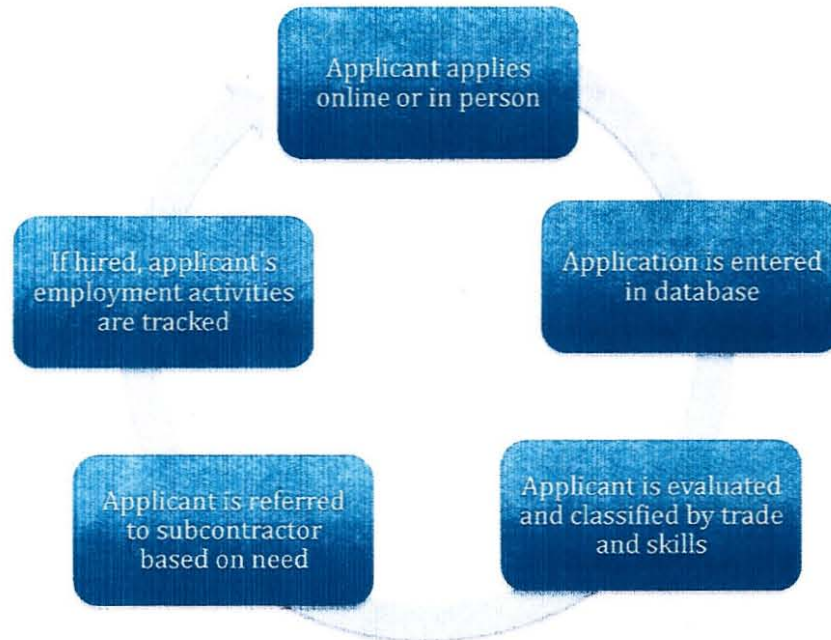 Applicant applies
online or in person
Application is entered
in database
Applicant is evaluated
and classified by trade
and skills
Applicant is referred
to subcontractor
based on need
If hired, applicant's
employment activities
are tracked